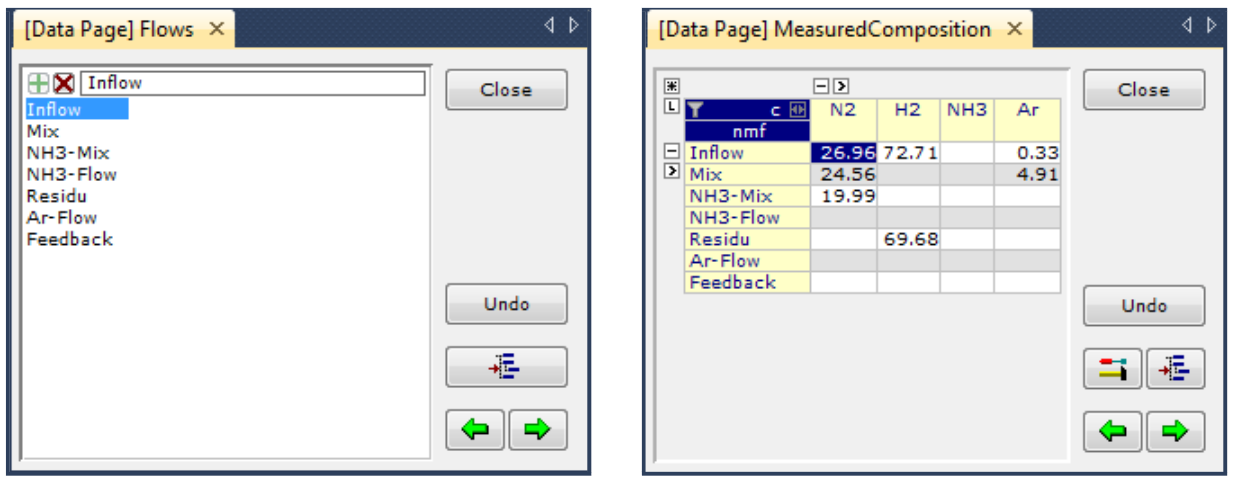 [Data Page] Flows
Inflow
Inflow
Mix
NH3-Mix
NH3-Flow
Residu
Ar-Flow
Feedback
Close
Undo
[Data Page] MeasuredComposition
c N2 H2 NH3 Ar
nmf
Inflow 26.96 72.71 0.33
Mix 24.56 4.91
NH3-Mix 19.99
NH3-Flow
Residu 69.68
Ar-Flow
Feedback
L
Close
Undo